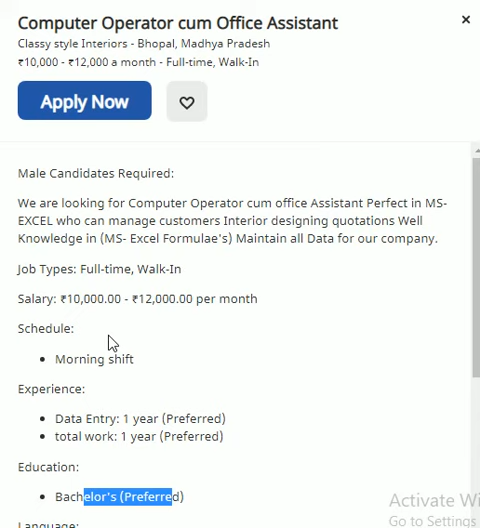 Computer Operator cum Office Assistant
Classy style Interiors - Bhopal, Madhya Pradesh
₹10,000 - ₹12,000 a month - Full-time, Walk-In
Apply Now
Male Candidates Required:
We are looking for Computer Operator cum office Assistant Perfect in MS-
EXCEL who can manage customers Interior designing quotations Well
Knowledge in (MS- Excel Formulae's) Maintain all Data for our company.
Job Types: Full-time, Walk-In
Salary: ₹10,000.00 - ₹12,000.00 per month
Schedule:
Morning shift
Experience:
Data Entry: 1 year (Preferred)
total work: 1 year (Preferred)
Education:
Bachelor's (Preferred)
Language:
Activate Wi
Go to Settings